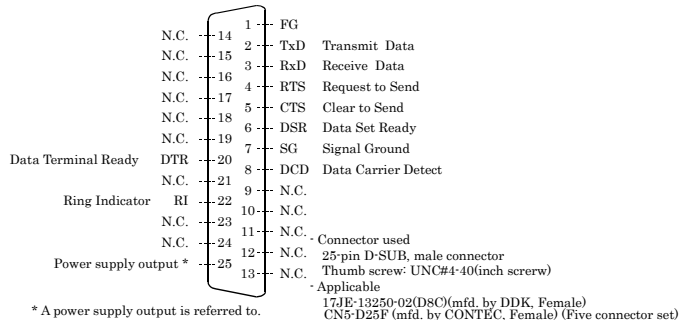 1 FG
N.C. 14
2 TxD Transmit Data
N.C. 15
3 RxD Receive Data
N.C. 16
4 RTS Request to Send
N.C. 17
5 CTS Clear to Send
N.C. 18
6 DSR Data Set Ready
N.C. 19
7 SG Signal Ground
Data Terminal Ready DTR 20
8 DCD Data Carrier Detect
N.C. 21
9 N.C.
Ring Indicator RI 22
10 N.C.
N.C. 23
11 N.C.
N.C. 24
12 N.C.
Power supply output * 25
13 N.C.
- Connector used
25-pin D-SUB, male connector
Thumb screw: UNC#4-40(inch screrw)
- Applicable
17JE-13250-02(D8C)(mfd. by DDK, Female)
CN5-D25F (mfd. by CONTEC, Female) (Five connector set)
* A power supply output is referred to.